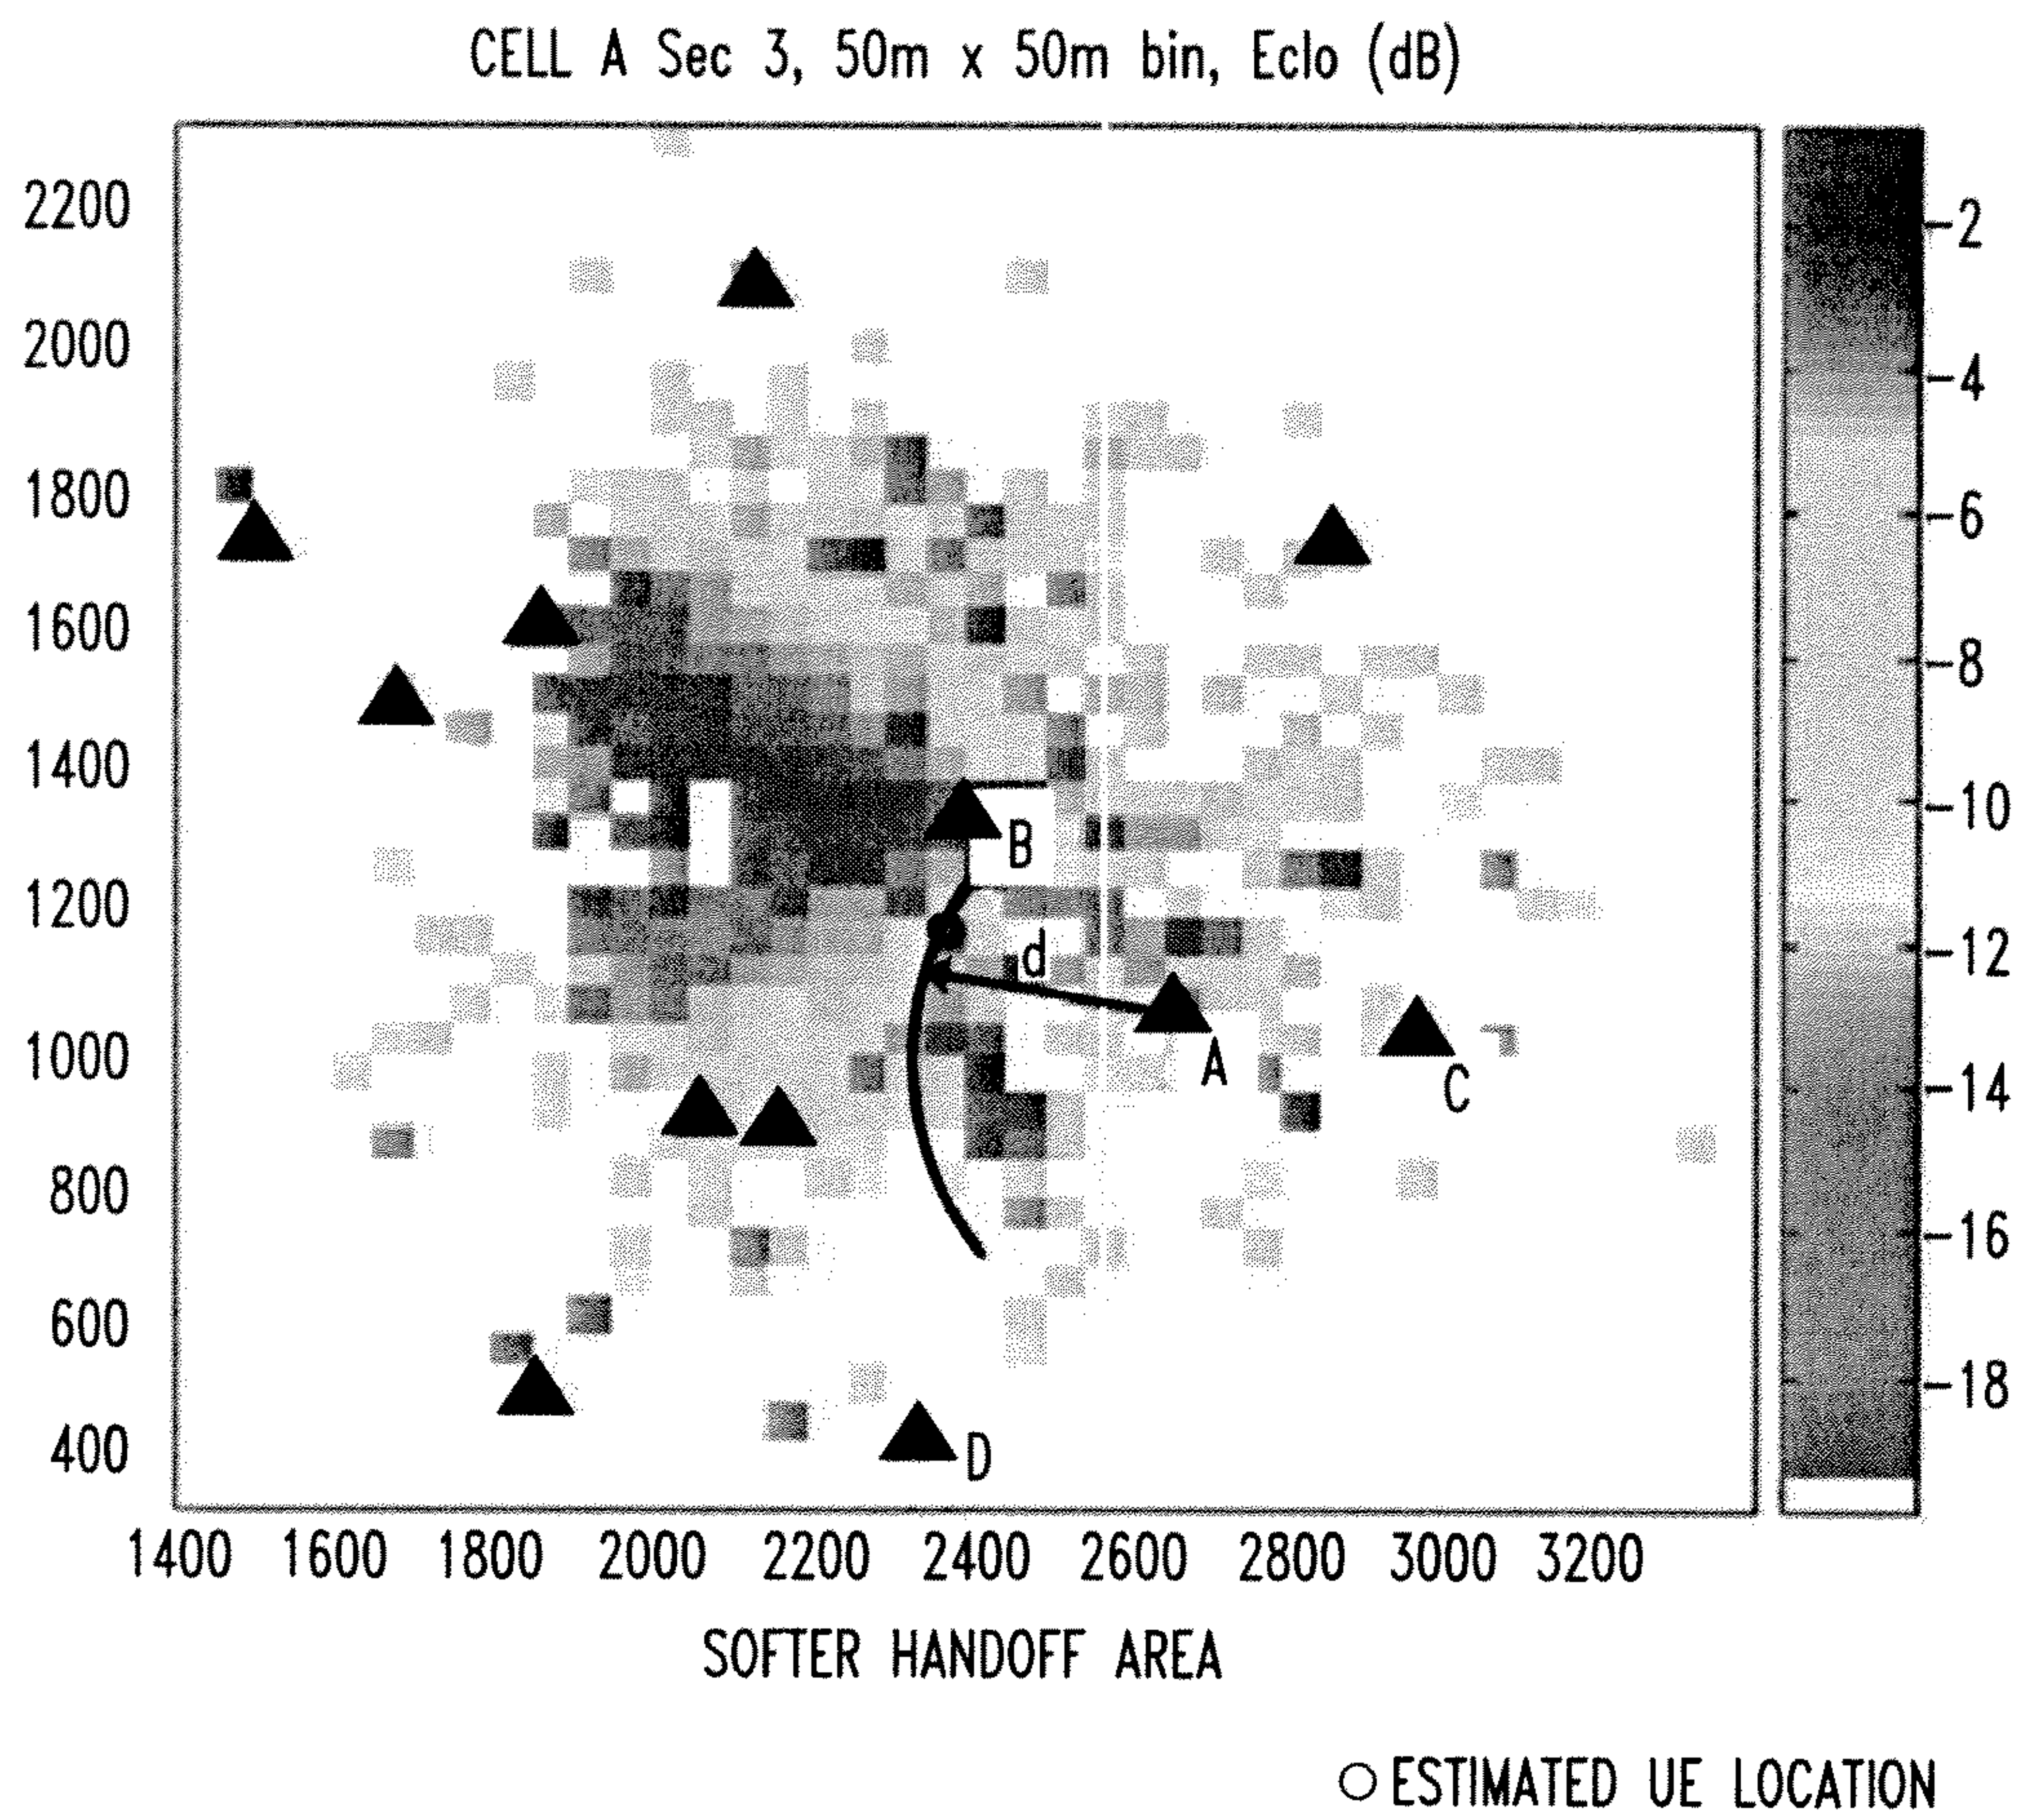 CELL A Sec 3, 50m x 50m bin, EcIo (dB)
2200
2000
1800
1600
1400
1200
1000
800
600
400
B
d
A
C
D
-2
-4
-6
-8
-10
-12
-14
-16
-18
1400 1600 1800 2000 2200 2400 2600 2800 3000 3200
SOFTER HANDOFF AREA
ESTIMATED UE LOCATION